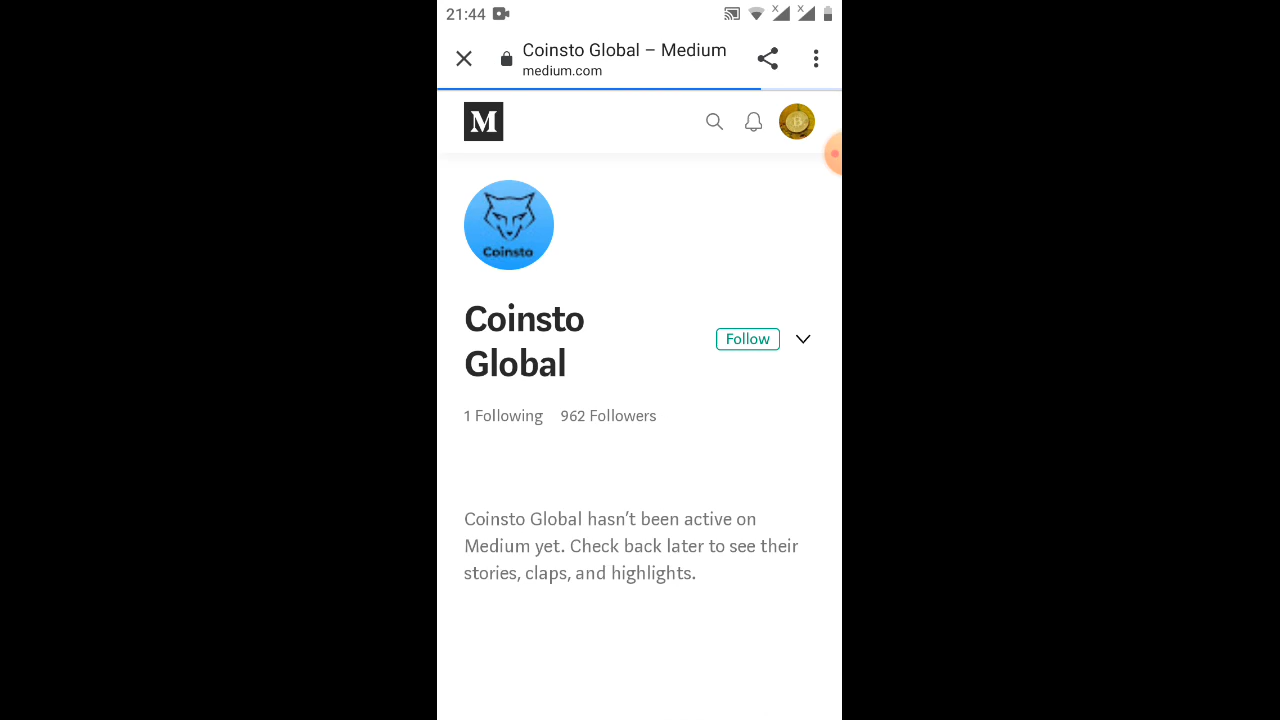 21:44
Coinsto Global – Medium
medium.com
M
Coinsto
Coinsto
Global
Follow
1 Following 962 Followers
Coinsto Global hasn’t been active on
Medium yet. Check back later to see their
stories, claps, and highlights.